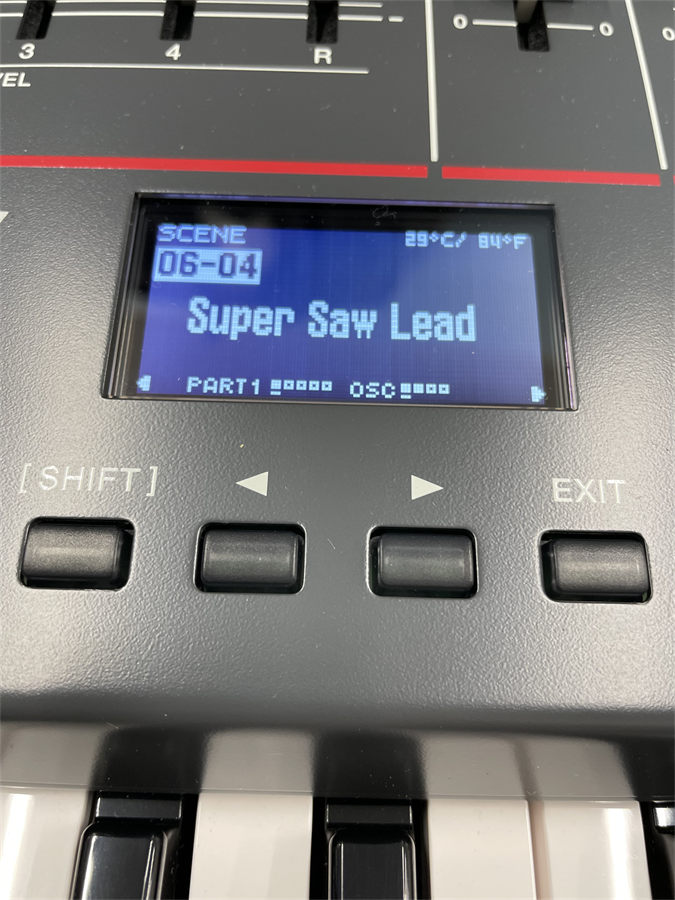 3 4 R
VEL
0 0
SCENE 29°C/ 84°F
06-04
Super Saw Lead
PART1 OSC
[SHIFT] ◀ ▶ EXIT